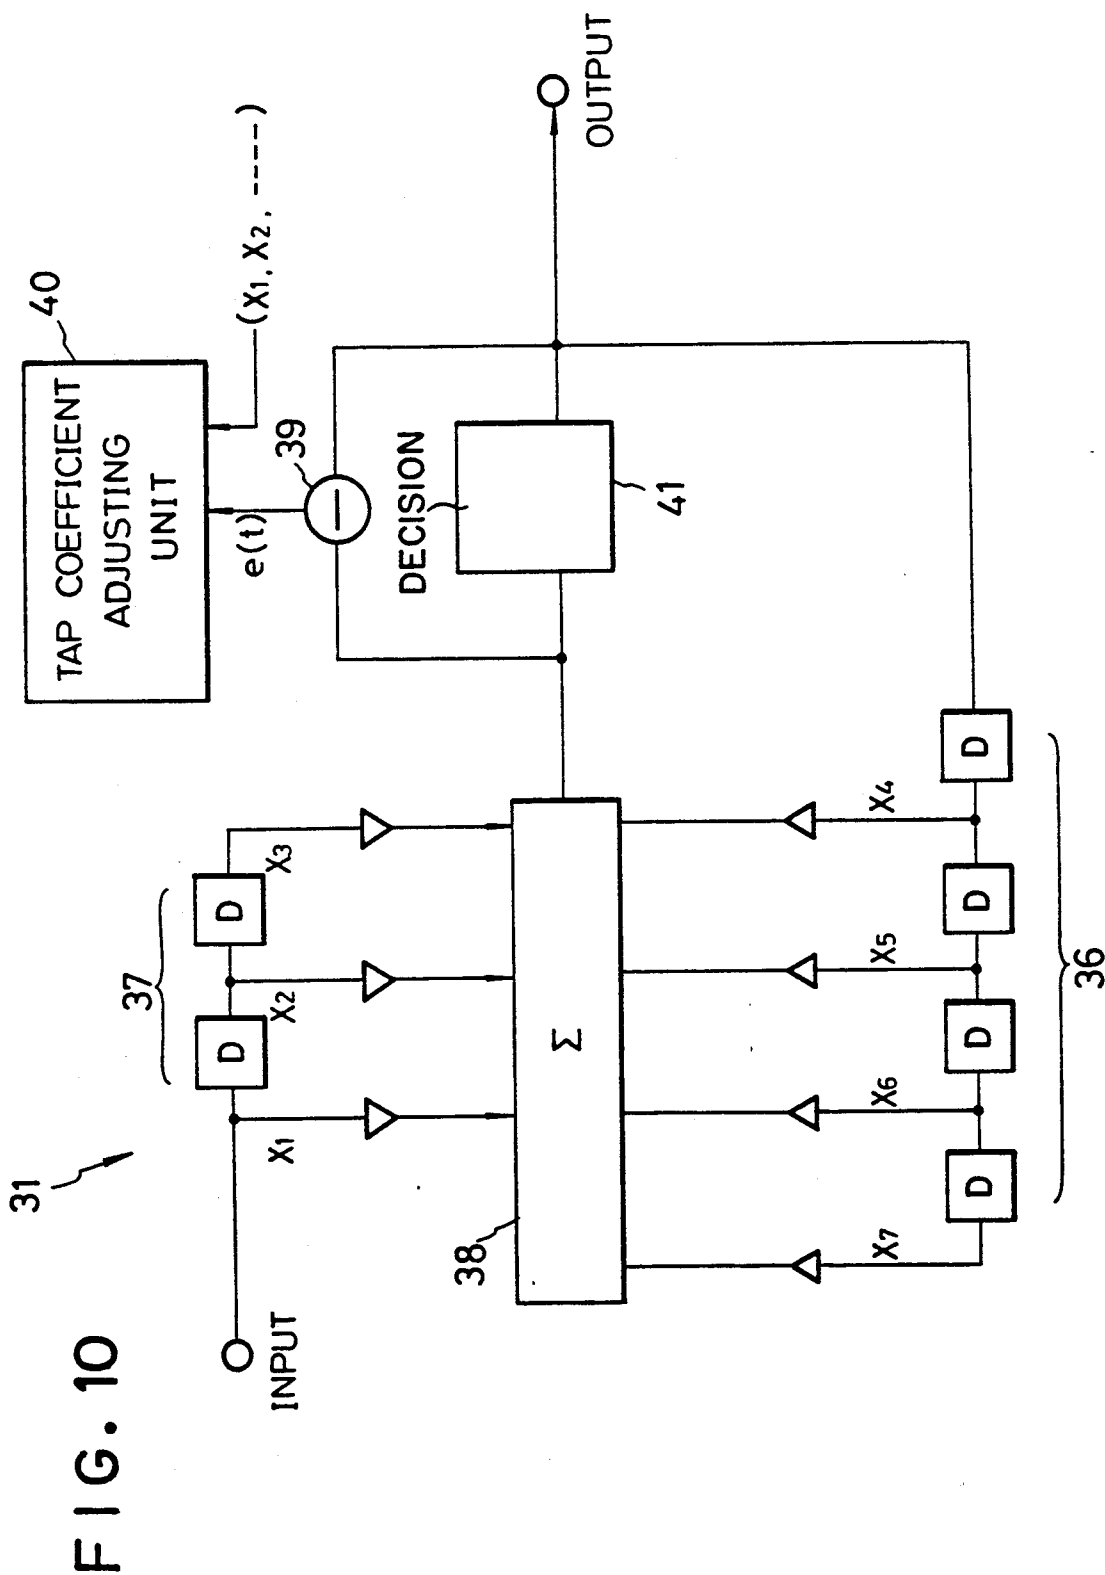 FIG. 10
31
INPUT
37
D
D
X1
X2
X3
38
Σ
X7
X6
X5
X4
D
D
D
D
36
TAP COEFFICIENT
ADJUSTING
UNIT
40
e(t)
(X1, X2, -----)
39
DECISION
41
OUTPUT